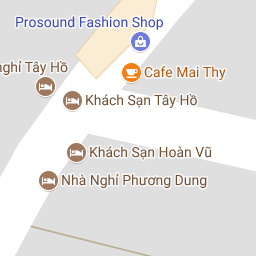 Prosound Fashion Shop
nghỉ Tây Hồ
Cafe Mai Thy
Khách Sạn Tây Hồ
Khách Sạn Hoàn Vũ
Nhà Nghỉ Phương Dung